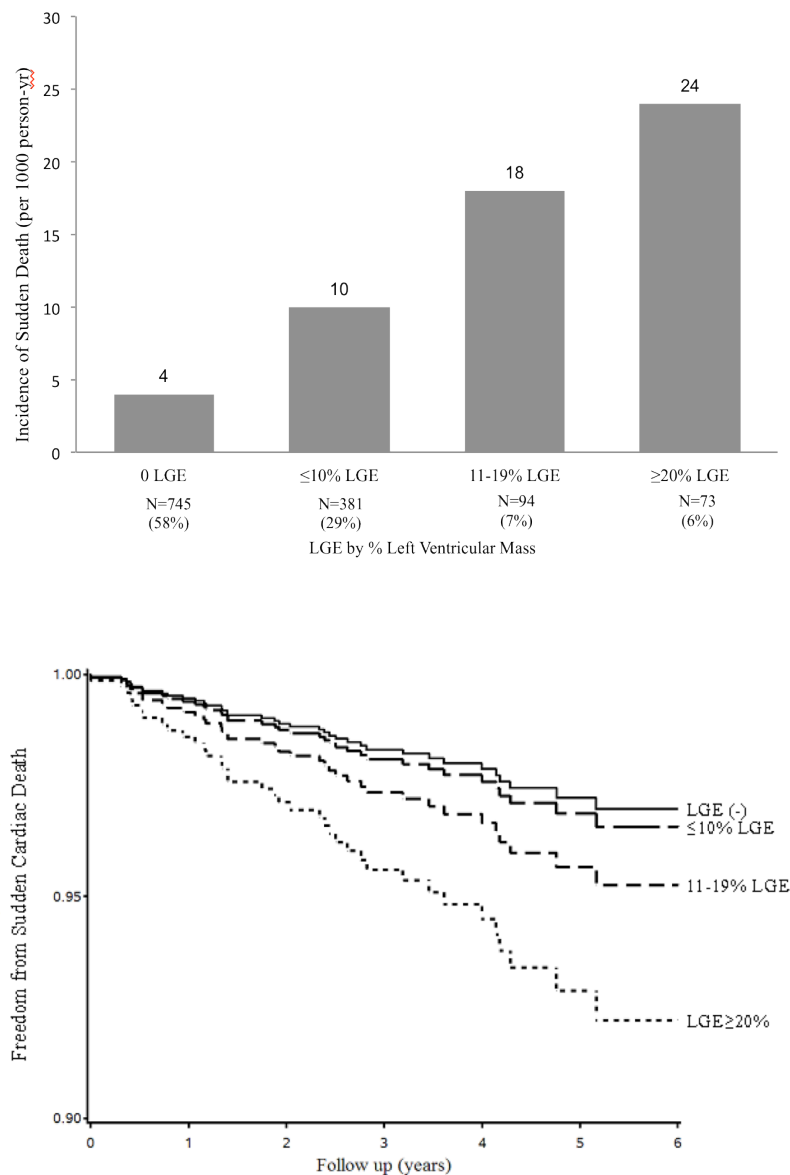 30
25
20
15
10
5
0
Incidence of Sudden Death (per 1000 person-yr)
4
10
18
24
0 LGE
≤10% LGE
11-19% LGE
≥20% LGE
N=745
N=381
N=94
N=73
(58%)
(29%)
(7%)
(6%)
LGE by % Left Ventricular Mass
1.00
0.95
0.90
Freedom from Sudden Cardiac Death
LGE (-)
≤10% LGE
11-19% LGE
LGE≥20%
0 1 2 3 4 5 6
Follow up (years)